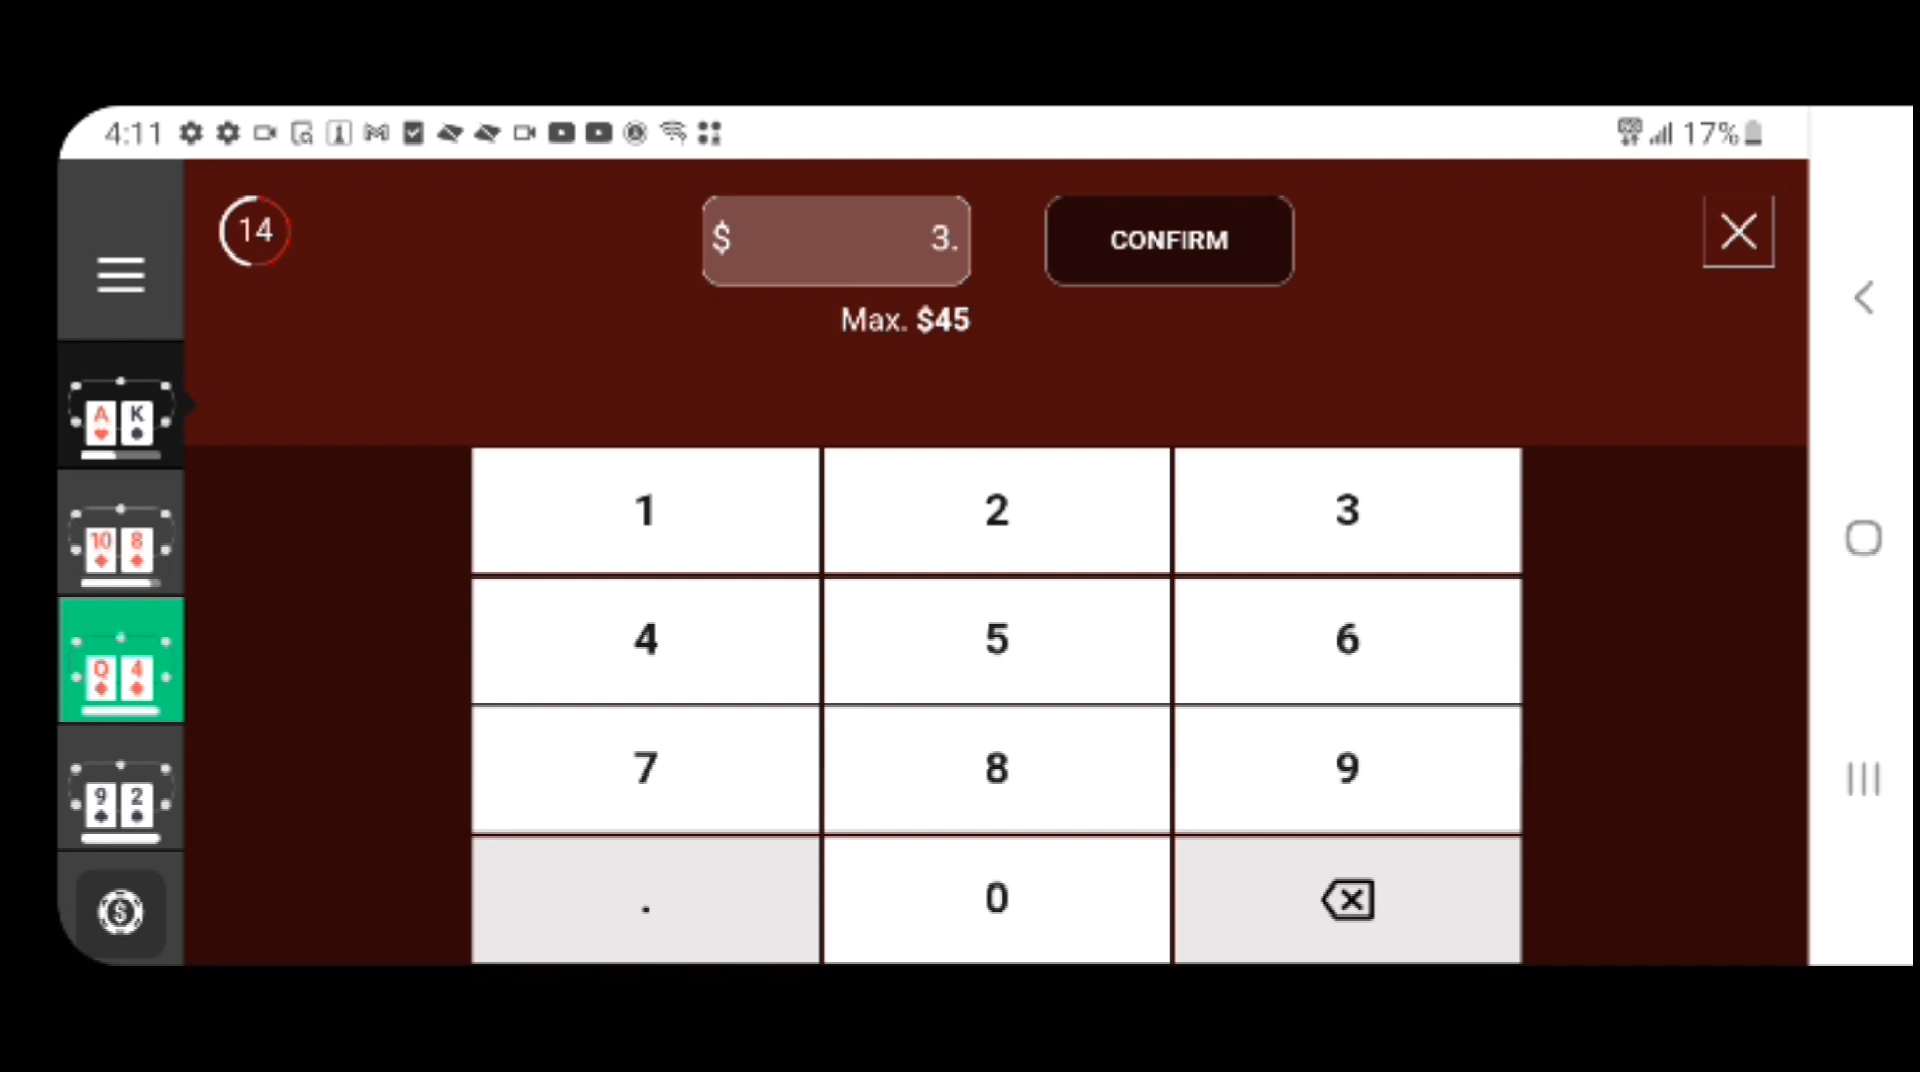 4:11
17%
14
$ 3.
CONFIRM
Max. $45
A K
10 8
Q 4
9 2
$
1 2 3
4 5 6
7 8 9
. 0